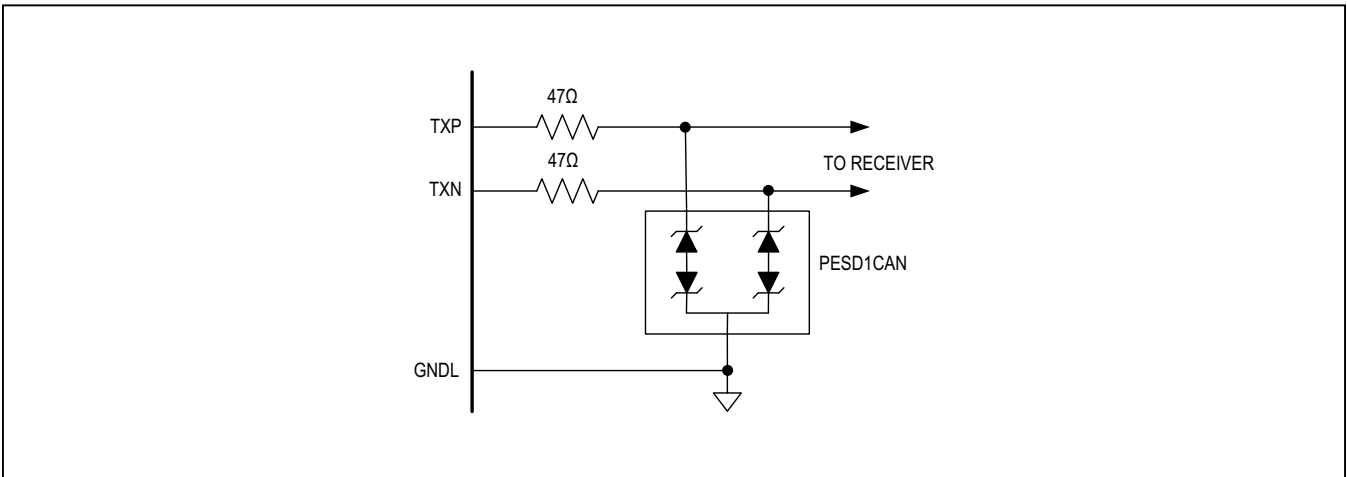 47Ω
TXP
47Ω
TO RECEIVER
TXN
PESD1CAN
GNDL